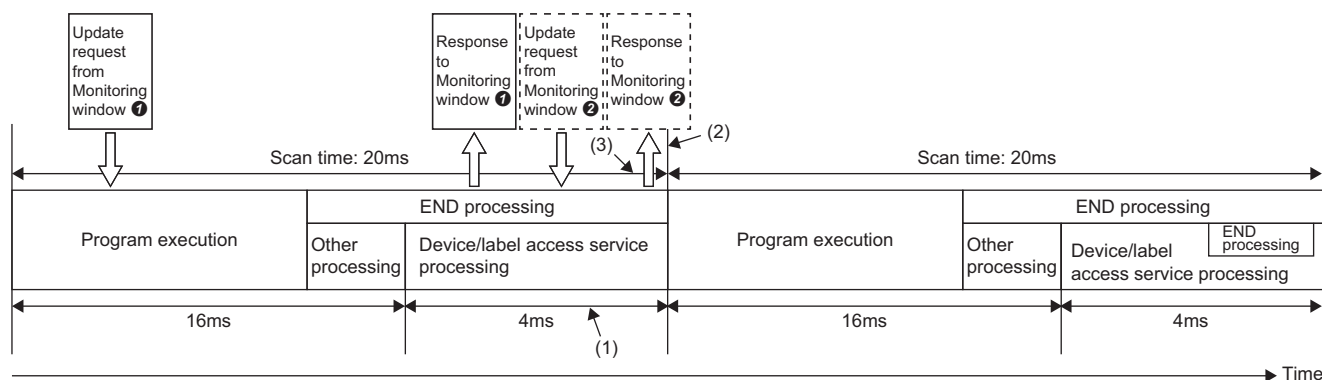 Update
request
from
Monitoring
window ❶
Response
to
Monitoring
window ❶
Update
request
from
Monitoring
window ❷
Response
to
Monitoring
window ❷
(2)
(3)
Scan time: 20ms
Scan time: 20ms
Program execution
END processing
Other
processing
Device/label access service
processing
Program execution
END processing
Other
processing
Device/label
access service processing
END
processing
16ms
4ms
16ms
4ms
(1)
Time